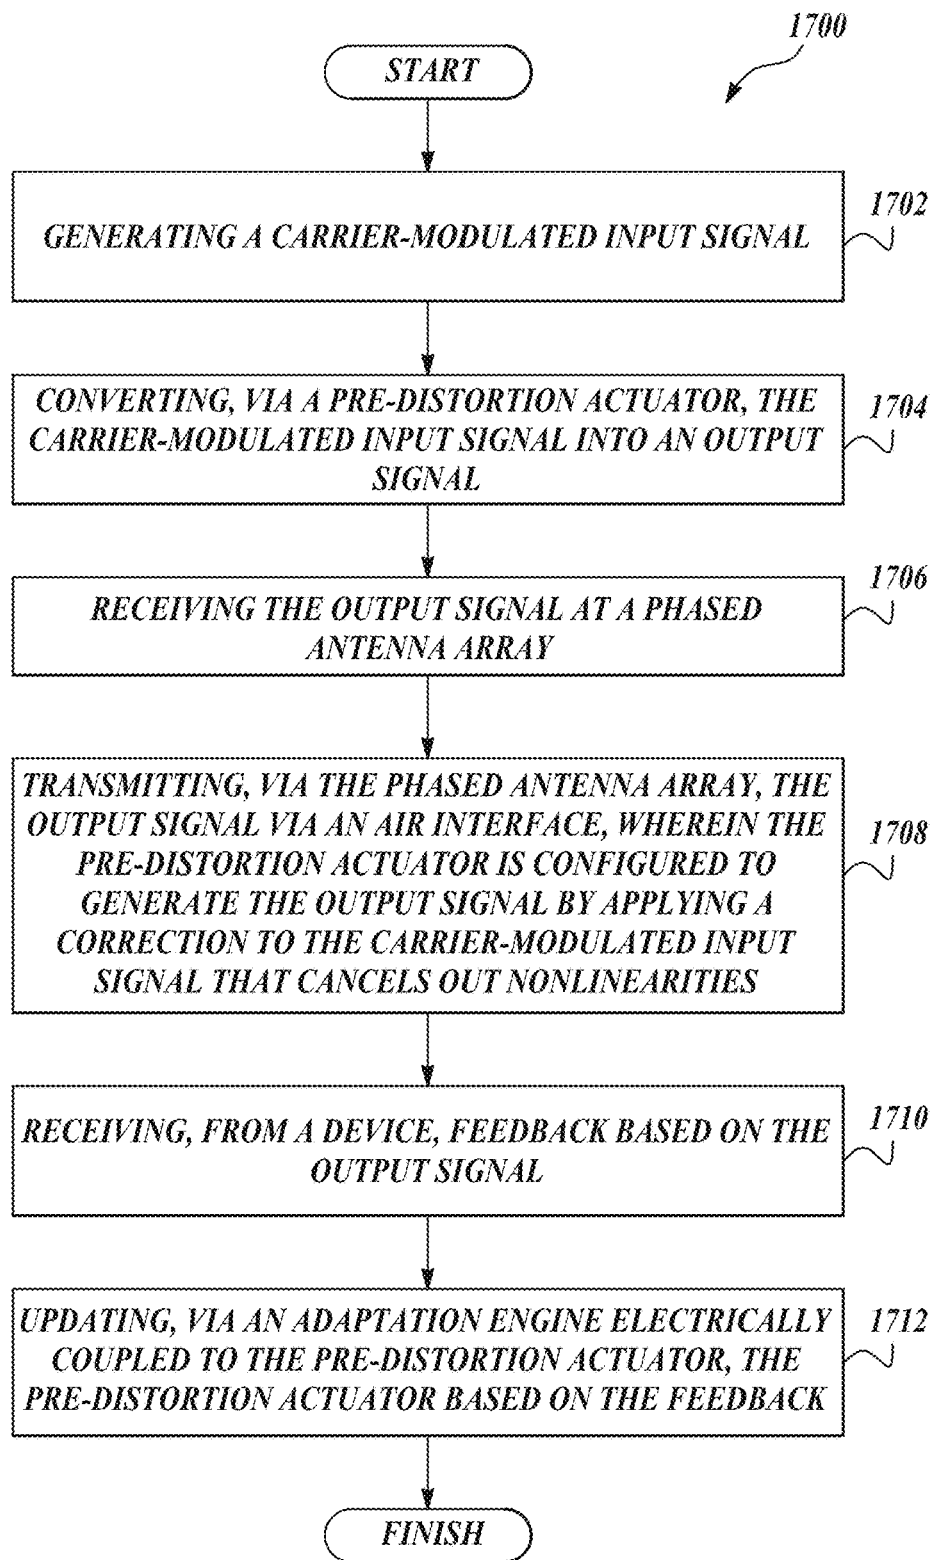 1700
START
GENERATING A CARRIER-MODULATED INPUT SIGNAL
1702
CONVERTING, VIA A PRE-DISTORTION ACTUATOR, THE
CARRIER-MODULATED INPUT SIGNAL INTO AN OUTPUT
SIGNAL
1704
RECEIVING THE OUTPUT SIGNAL AT A PHASED
ANTENNA ARRAY
1706
TRANSMITTING, VIA THE PHASED ANTENNA ARRAY, THE
OUTPUT SIGNAL VIA AN AIR INTERFACE, WHEREIN THE
PRE-DISTORTION ACTUATOR IS CONFIGURED TO
GENERATE THE OUTPUT SIGNAL BY APPLYING A
CORRECTION TO THE CARRIER-MODULATED INPUT
SIGNAL THAT CANCELS OUT NONLINEARITIES
1708
RECEIVING, FROM A DEVICE, FEEDBACK BASED ON THE
OUTPUT SIGNAL
1710
UPDATING, VIA AN ADAPTATION ENGINE ELECTRICALLY
COUPLED TO THE PRE-DISTORTION ACTUATOR, THE
PRE-DISTORTION ACTUATOR BASED ON THE FEEDBACK
1712
FINISH